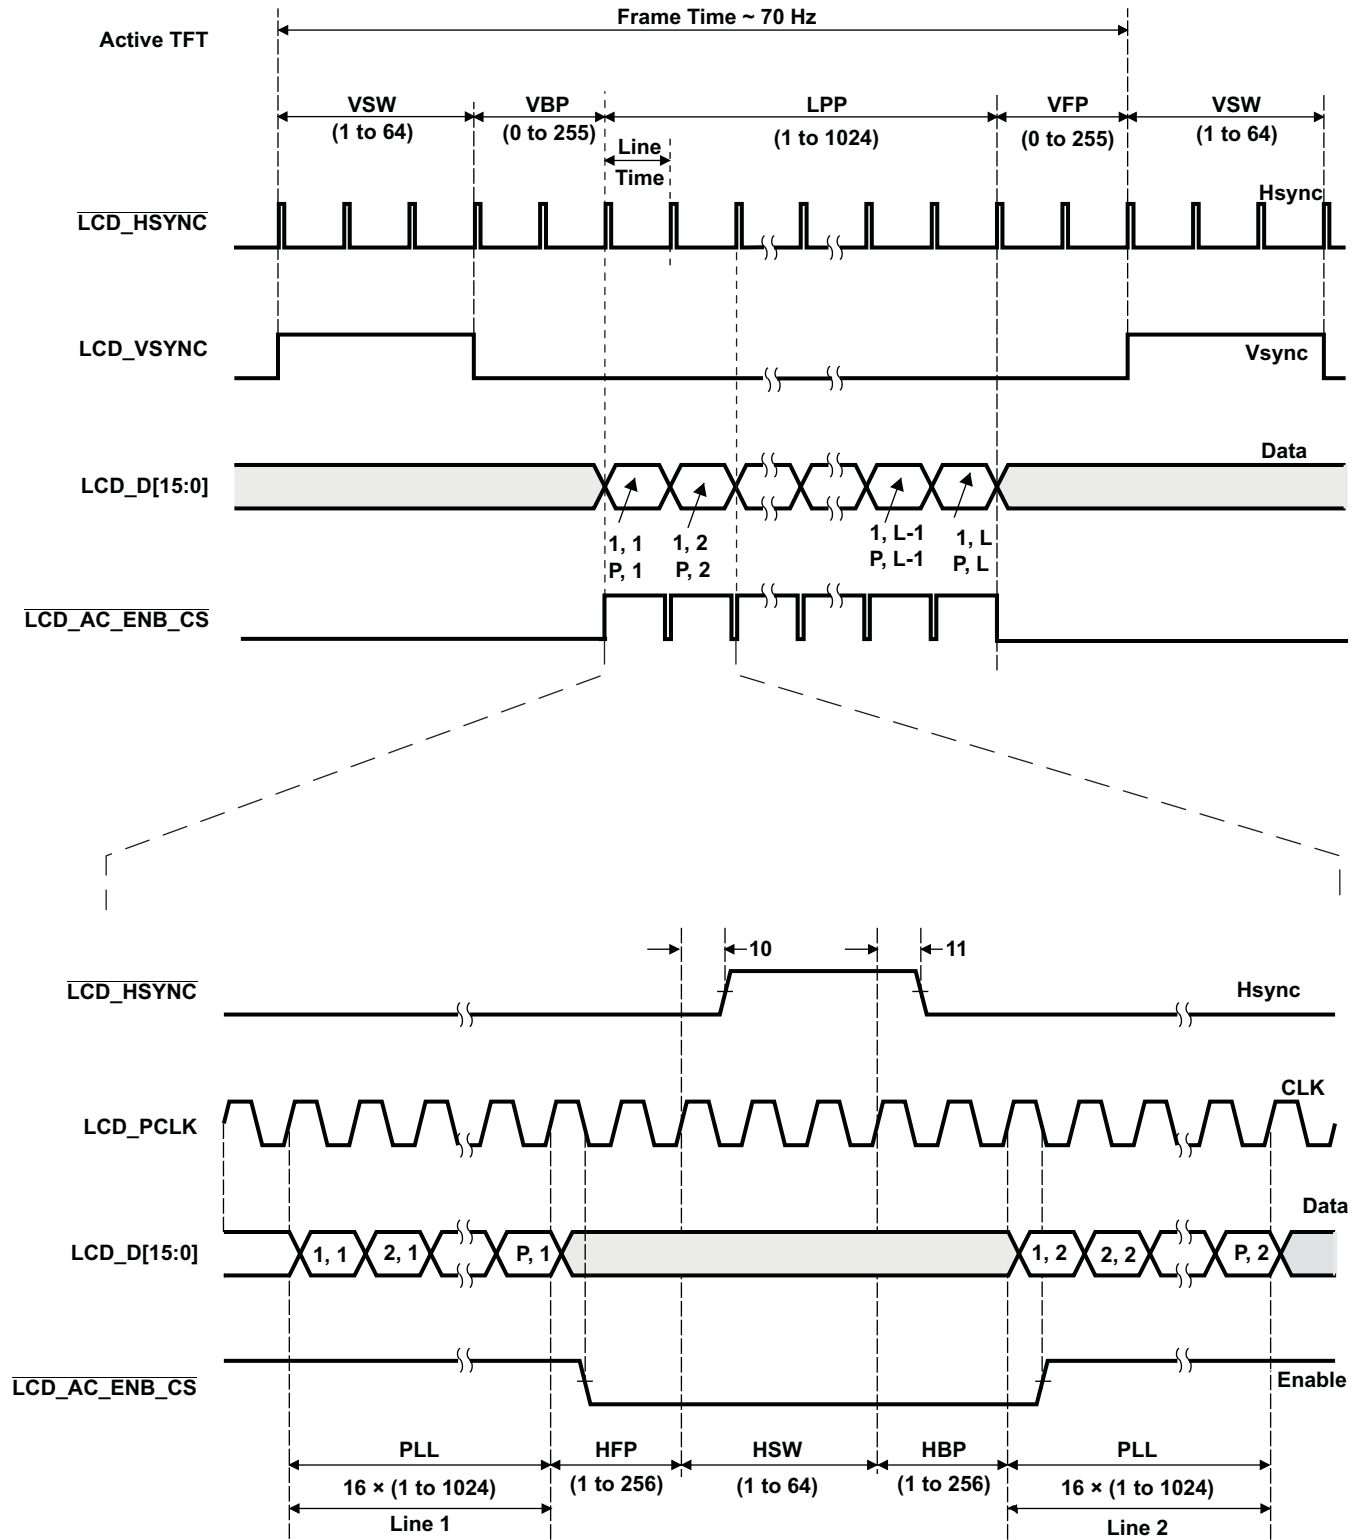 Frame Time ~ 70 Hz
Active TFT
VSW
VBP
LPP
VFP
VSW
(1 to 64)
(0 to 255)
(1 to 1024)
(0 to 255)
(1 to 64)
Line
Time
LCD_HSYNC
Hsync
LCD_VSYNC
Vsync
Data
LCD_D[15:0]
1, 1
P, 1
1, 2
P, 2
1, L-1
P, L-1
1, L
P, L
LCD_AC_ENB_CS
10
11
LCD_HSYNC
Hsync
CLK
LCD_PCLK
Data
LCD_D[15:0]
1, 1
2, 1
P, 1
1, 2
2, 2
P, 2
LCD_AC_ENB_CS
Enable
PLL
HFP
HSW
HBP
PLL
16 × (1 to 1024)
(1 to 256)
(1 to 64)
(1 to 256)
16 × (1 to 1024)
Line 1
Line 2